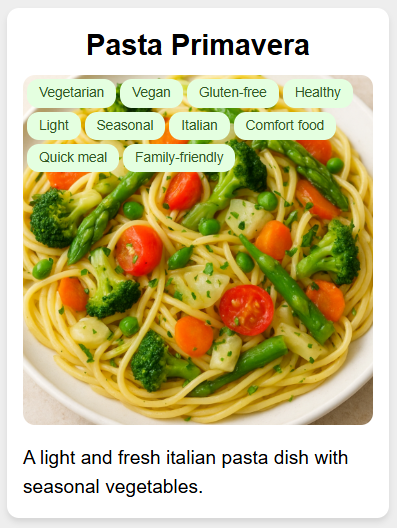 Pasta Primavera
Vegetarian Vegan Gluten-free Healthy
Light Seasonal Italian Comfort food
Quick meal Family-friendly
A light and fresh italian pasta dish with
seasonal vegetables.